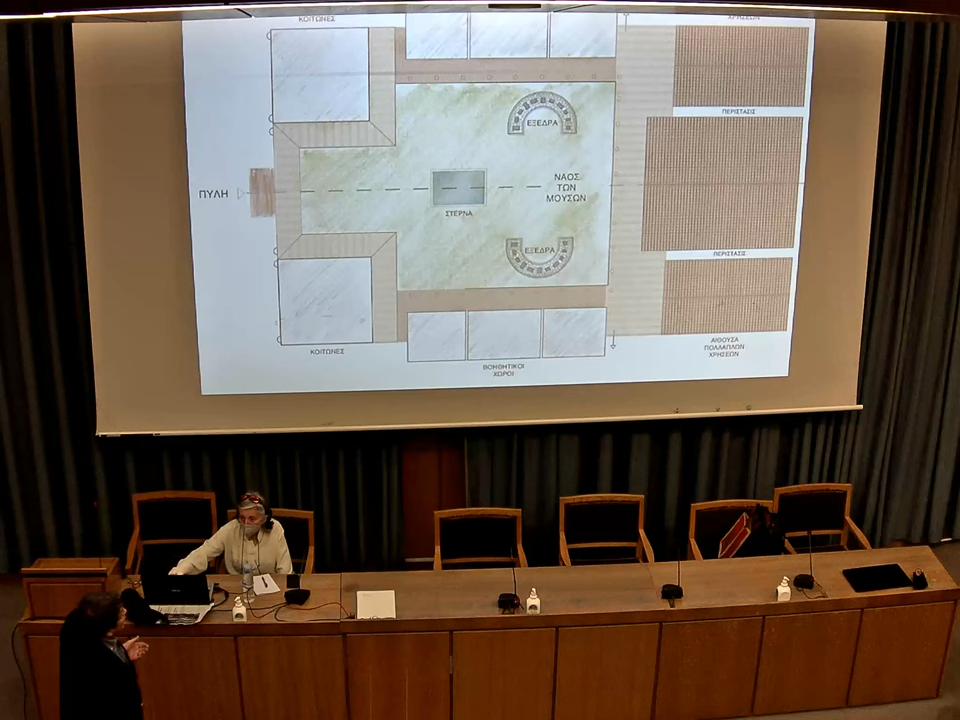 ΚΟΙΤΩΝΕΣ
ΧΡΗΣΕΩΝ
ΠΕΡΙΣΤΑΣΙΣ
ΕΞΕΔΡΑ
ΠΥΛΗ
ΝΑΟΣ
ΤΩΝ
ΜΟΥΣΩΝ
ΣΤΕΡΝΑ
ΕΞΕΔΡΑ
ΠΕΡΙΣΤΑΣΙΣ
ΚΟΙΤΩΝΕΣ
ΒΟΗΘΗΤΙΚΟΙ
ΧΩΡΟΙ
ΑΙΘΟΥΣΑ
ΠΟΛΛΑΠΛΩΝ
ΧΡΗΣΕΩΝ